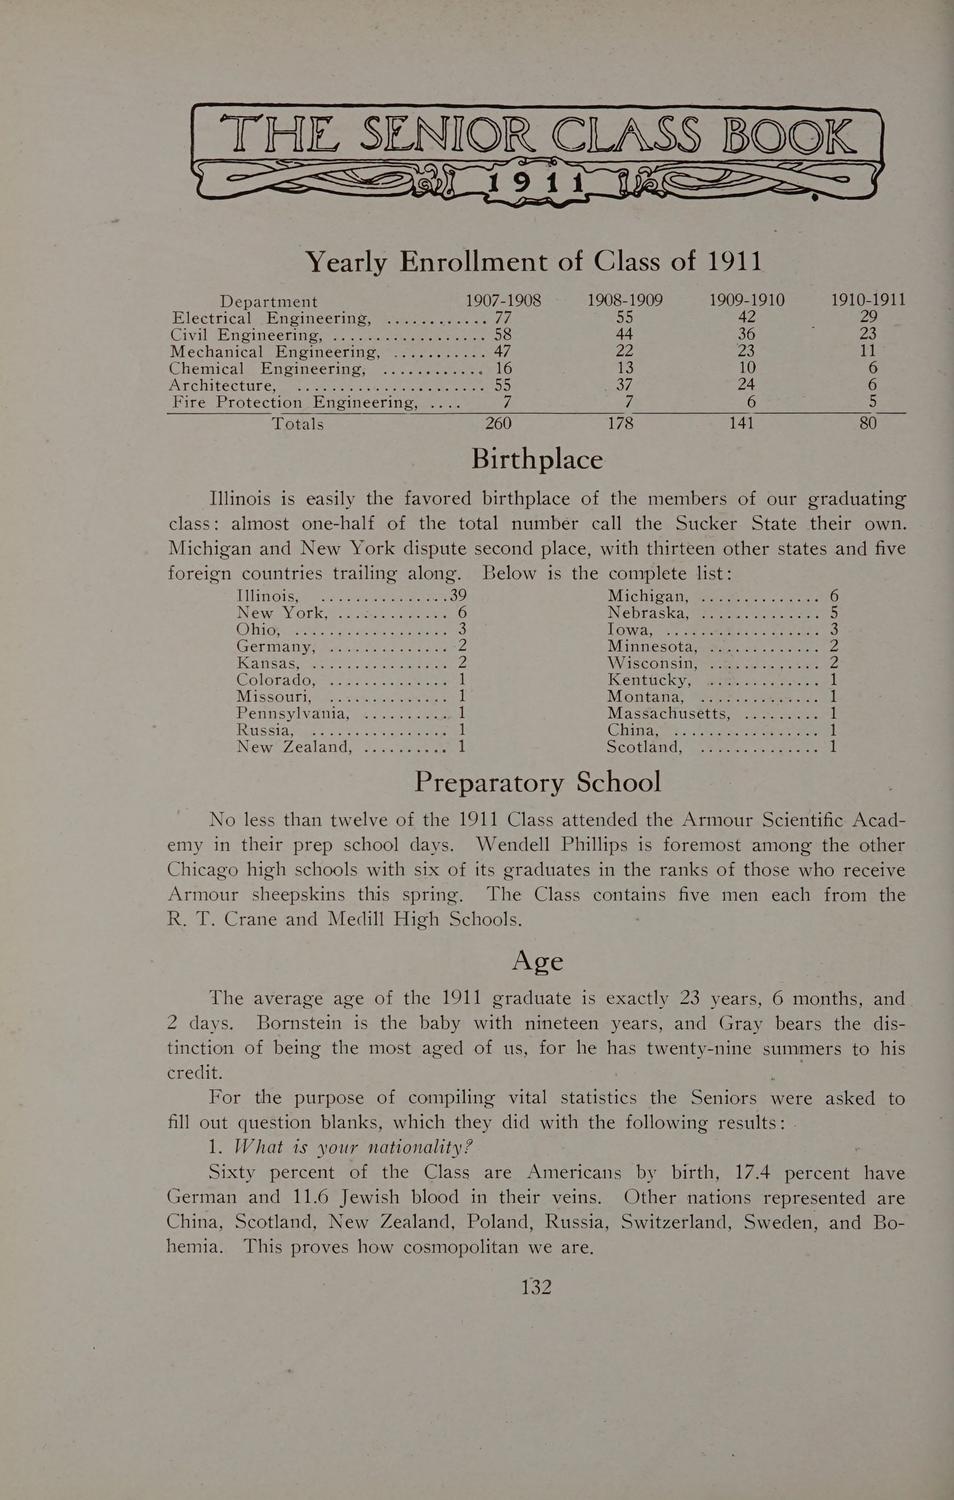 THE SENIOR CLASS BOOK
1911
Yearly Enrollment of Class of 1911
Department 1907-1908 1908-1909 1909-1910 1910-1911
Electrical Engineering, ............ 77 55 42 29
Civil Engineering, .................. 58 44 36 23
Mechanical Engineering, ........... 47 22 23 11
Chemical Engineering, ............ 16 13 10 6
Architecture, ...................... 55 37 24 6
Fire Protection Engineering, .... 7 7 6 5
Totals 260 178 141 80
Birthplace
Illinois is easily the favored birthplace of the members of our graduating
class: almost one-half of the total number call the Sucker State their own.
Michigan and New York dispute second place, with thirteen other states and five
foreign countries trailing along. Below is the complete list:
Illinois, ...............39 Michigan, .............. 6
New York, ............. 6 Nebraska, .............. 5
Ohio, .................. 3 Iowa, .................. 3
Germany, .............. 2 Minnesota, ............. 2
Kansas, ................ 2 Wisconsin, ............. 2
Colorado, .............. 1 Kentucky, ............. 1
Missouri, .............. 1 Montana, .............. 1
Pennsylvania, .......... 1 Massachusetts, ......... 1
Russia, ................ 1 China, ................. 1
New Zealand, .......... 1 Scotland, .............. 1
Preparatory School
No less than twelve of the 1911 Class attended the Armour Scientific Acad-
emy in their prep school days. Wendell Phillips is foremost among the other
Chicago high schools with six of its graduates in the ranks of those who receive
Armour sheepskins this spring. The Class contains five men each from the
R. T. Crane and Medill High Schools.
Age
The average age of the 1911 graduate is exactly 23 years, 6 months, and
2 days. Bornstein is the baby with nineteen years, and Gray bears the dis-
tinction of being the most aged of us, for he has twenty-nine summers to his
credit.
For the purpose of compiling vital statistics the Seniors were asked to
fill out question blanks, which they did with the following results:
1. What is your nationality?
Sixty percent of the Class are Americans by birth, 17.4 percent have
German and 11.6 Jewish blood in their veins. Other nations represented are
China, Scotland, New Zealand, Poland, Russia, Switzerland, Sweden, and Bo-
hemia. This proves how cosmopolitan we are.
132